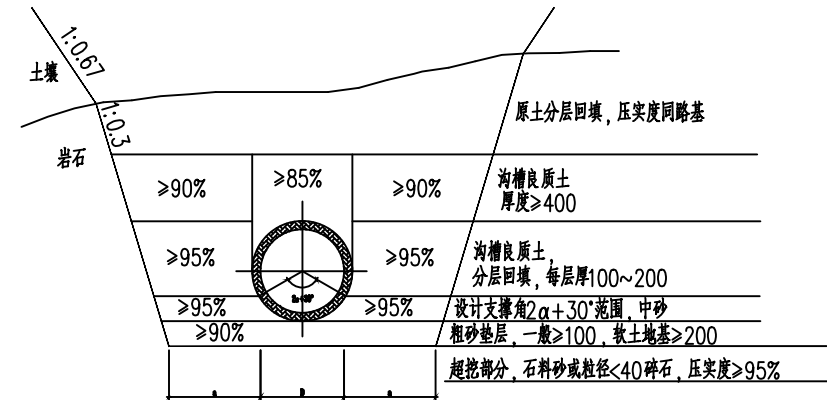 1:0.67
土壤
1:0.3
岩石
原土分层回填，压实度同路基
≥90%
≥85%
≥90%
沟槽良质土
厚度≥400
≥95%
≥95%
沟槽良质土，
分层回填，每层厚100~200
≥95%
≥95%
设计支撑角2α+30°范围，中砂
≥90%
粗砂垫层，一般≥100，软土地基≥200
超挖部分，石料砂或粒径<40碎石，压实度≥95%
D